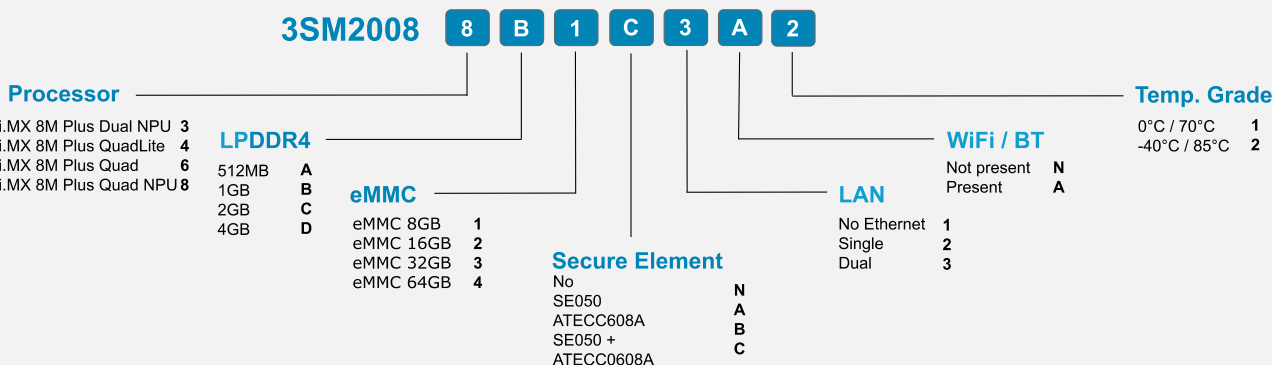 3SM2008 8 B 1 C 3 A 2
Processor
i.MX 8M Plus Dual NPU 3
i.MX 8M Plus QuadLite 4
i.MX 8M Plus Quad 6
i.MX 8M Plus Quad NPU 8
LPDDR4
512MB A
1GB B
2GB C
4GB D
eMMC
eMMC 8GB 1
eMMC 16GB 2
eMMC 32GB 3
eMMC 64GB 4
Secure Element
No N
SE050 A
ATECC608A B
SE050 + C
ATECC0608A
LAN
No Ethernet 1
Single 2
Dual 3
WiFi / BT
Not present N
Present A
Temp. Grade
0°C / 70°C 1
-40°C / 85°C 2